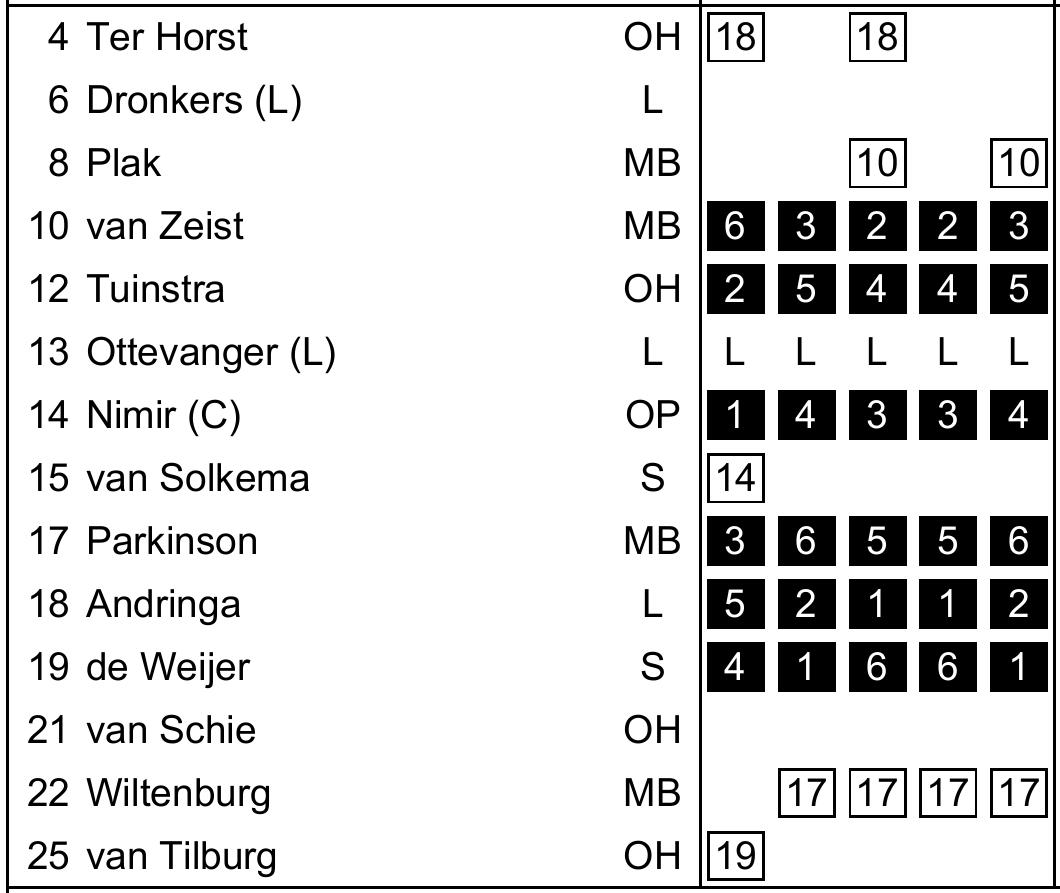 4 Ter Horst OH 18 18
6 Dronkers (L) L
8 Plak MB 10 10
10 van Zeist MB 6 3 2 2 3
12 Tuinstra OH 2 5 4 4 5
13 Ottevanger (L) L L L L L L
14 Nimir (C) OP 1 4 3 3 4
15 van Solkema S 14
17 Parkinson MB 3 6 5 5 6
18 Andringa L 5 2 1 1 2
19 de Weijer S 4 1 6 6 1
21 van Schie OH
22 Wiltenburg MB 17 17 17 17
25 van Tilburg OH 19